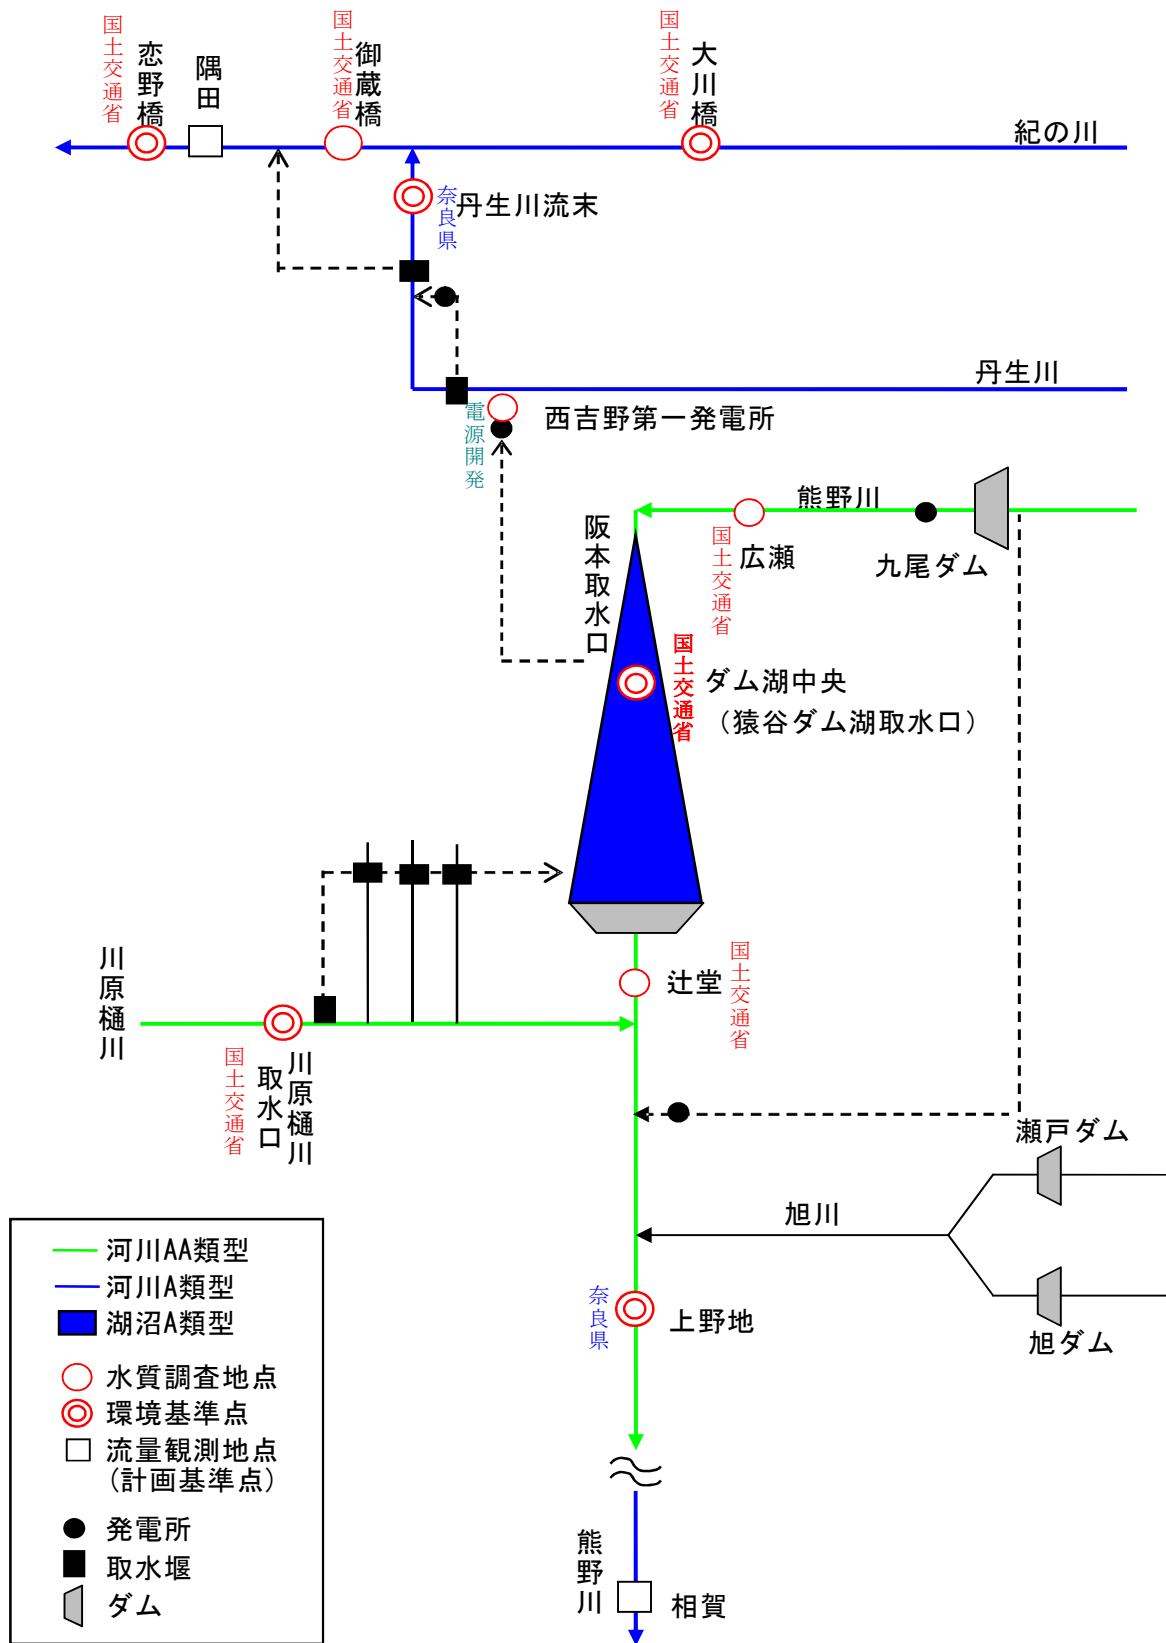 国土交通省
恋野橋
隅田
国土交通省
御蔵橋
国土交通省
大川橋
紀の川
奈良県
丹生川流末
丹生川
電源開発
西吉野第一発電所
阪本取水口
熊野川
国土交通省
広瀬
九尾ダム
国土交通省
ダム湖中央
（猿谷ダム湖取水口）
川原樋川
辻堂
国土交通省
国土交通省
川原樋川
取水口
瀬戸ダム
旭川
奈良県
上野地
旭ダム
河川AA類型
河川A類型
湖沼A類型
水質調査地点
環境基準点
流量観測地点
(計画基準点)
発電所
取水堰
ダム
熊野川
相賀